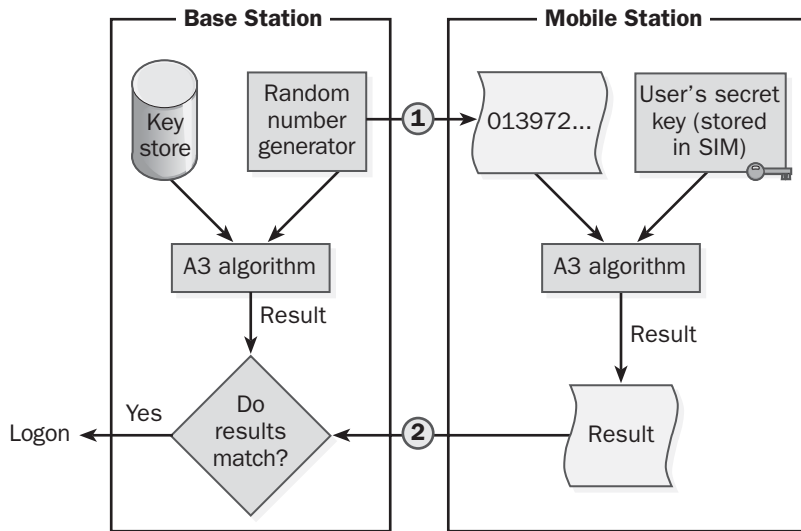 Base Station
Mobile Station
Key
store
Random
number
generator
1
013972...
User's secret
key (stored
in SIM)
A3 algorithm
A3 algorithm
Result
Result
Do
results
match?
Yes
Logon
2
Result